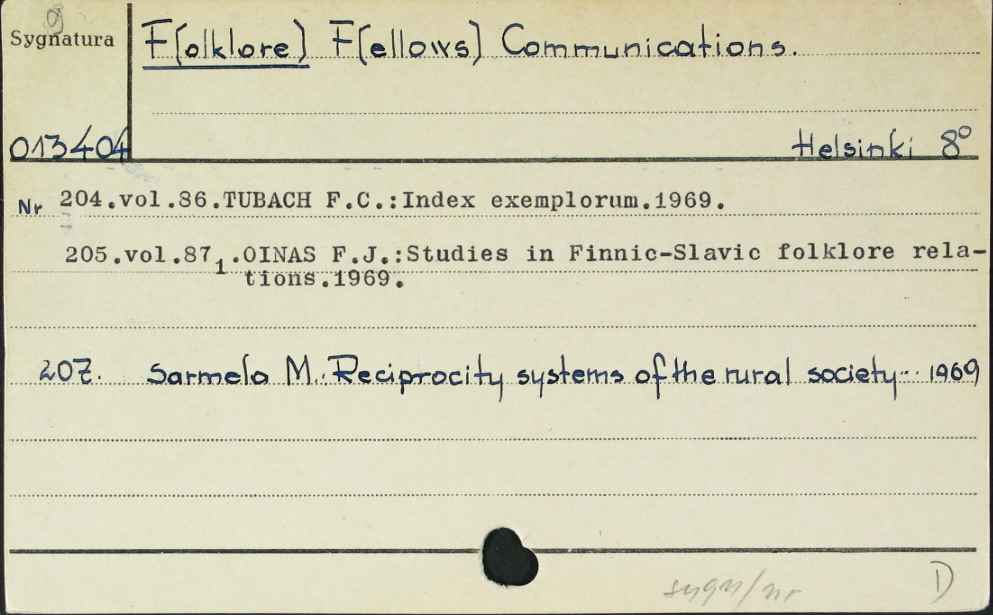 Sygnatura
F(olklore) F(ellows) Communications.
013404
Helsinki 8°
Nr 204.vol.86.TUBACH F.C.:Index exemplorum.1969.
205.vol.87₁.OINAS F.J.:Studies in Finnic-Slavic folklore rela-
tions.1969.
207. Sarmela M.: Reciprocity systems of the rural society... 1969
sygn/nr
D